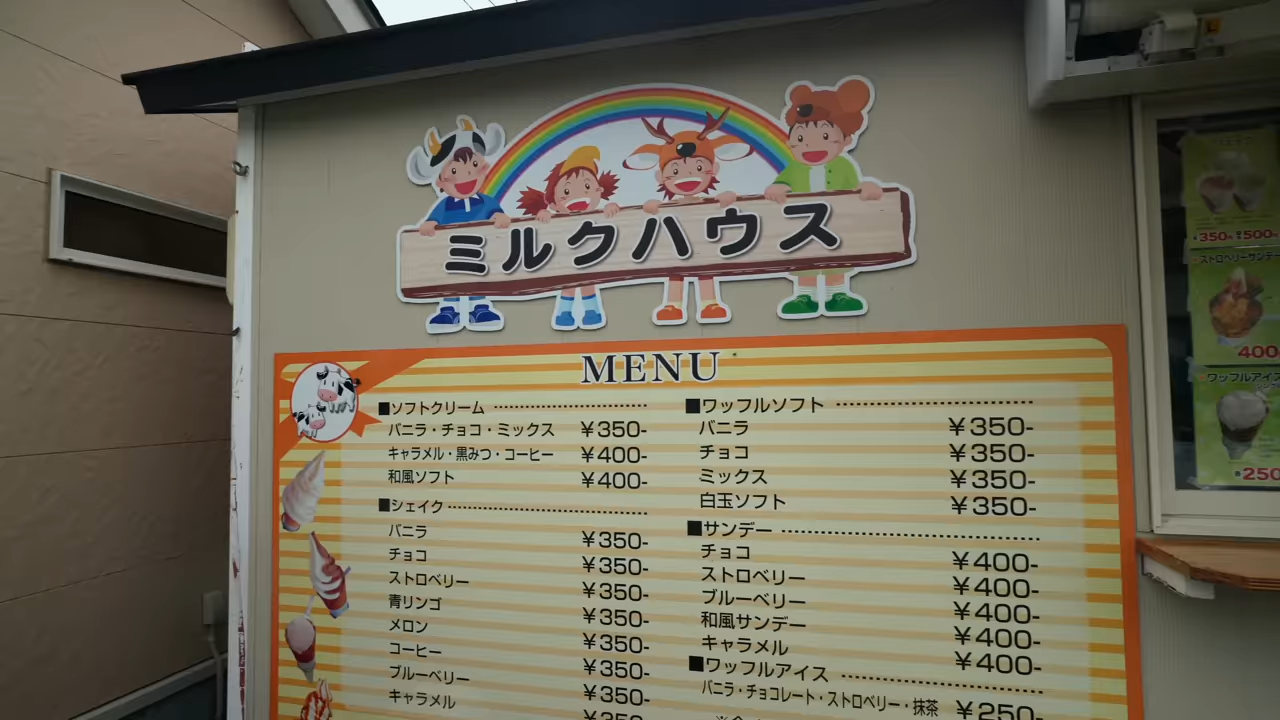 ミルクハウス
MENU
■ソフトクリーム
バニラ・チョコ・ミックス ¥350-
キャラメル・黒みつ・コーヒー ¥400-
和風ソフト ¥400-
■シェイク
バニラ ¥350-
チョコ ¥350-
ストロベリー ¥350-
青リンゴ ¥350-
メロン ¥350-
コーヒー ¥350-
ブルーベリー ¥350-
キャラメル ¥350-
■ワッフルソフト
バニラ ¥350-
チョコ ¥350-
ミックス ¥350-
白玉ソフト ¥350-
■サンデー
チョコ ¥400-
ストロベリー ¥400-
ブルーベリー ¥400-
和風サンデー ¥400-
キャラメル ¥400-
■ワッフルアイス
バニラ・チョコレート・ストロベリー・抹茶 ¥250-
350 500
ストロベリーサンデー
400
ワッフルアイス
250